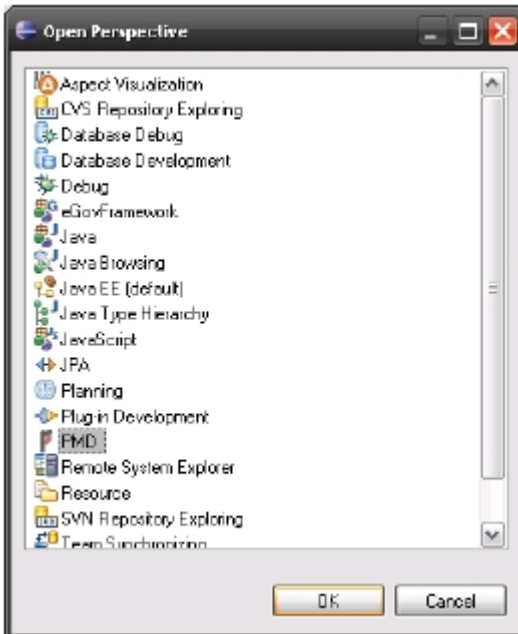 Open Perspective
Aspect Visualization
CVS Repository Exploring
Database Debug
Database Development
Debug
eGovFramework
Java
Java Browsing
Java EE (default)
Java Type Hierarchy
JavaScript
JPA
Planning
Plug-in Development
PMD
Remote System Explorer
Resource
SVN Repository Exploring
Team Synchronizing
OK
Cancel